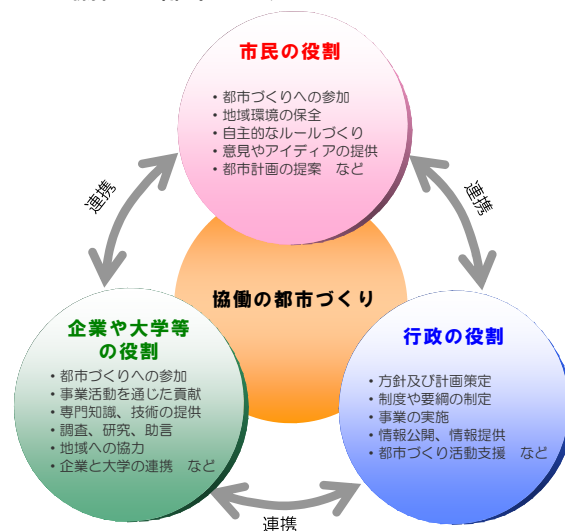 市民の役割
・都市づくりへの参加
・地域環境の保全
・自主的なルールづくり
・意見やアイディアの提供
・都市計画の提案　など
連携
連携
協働の都市づくり
企業や大学等
の役割
・都市づくりへの参加
・事業活動を通じた貢献
・専門知識、技術の提供
・調査、研究、助言
・地域への協力
・企業と大学の連携　など
行政の役割
・方針及び計画策定
・制度や要綱の制定
・事業の実施
・情報公開、情報提供
・都市づくり活動支援　など
連携